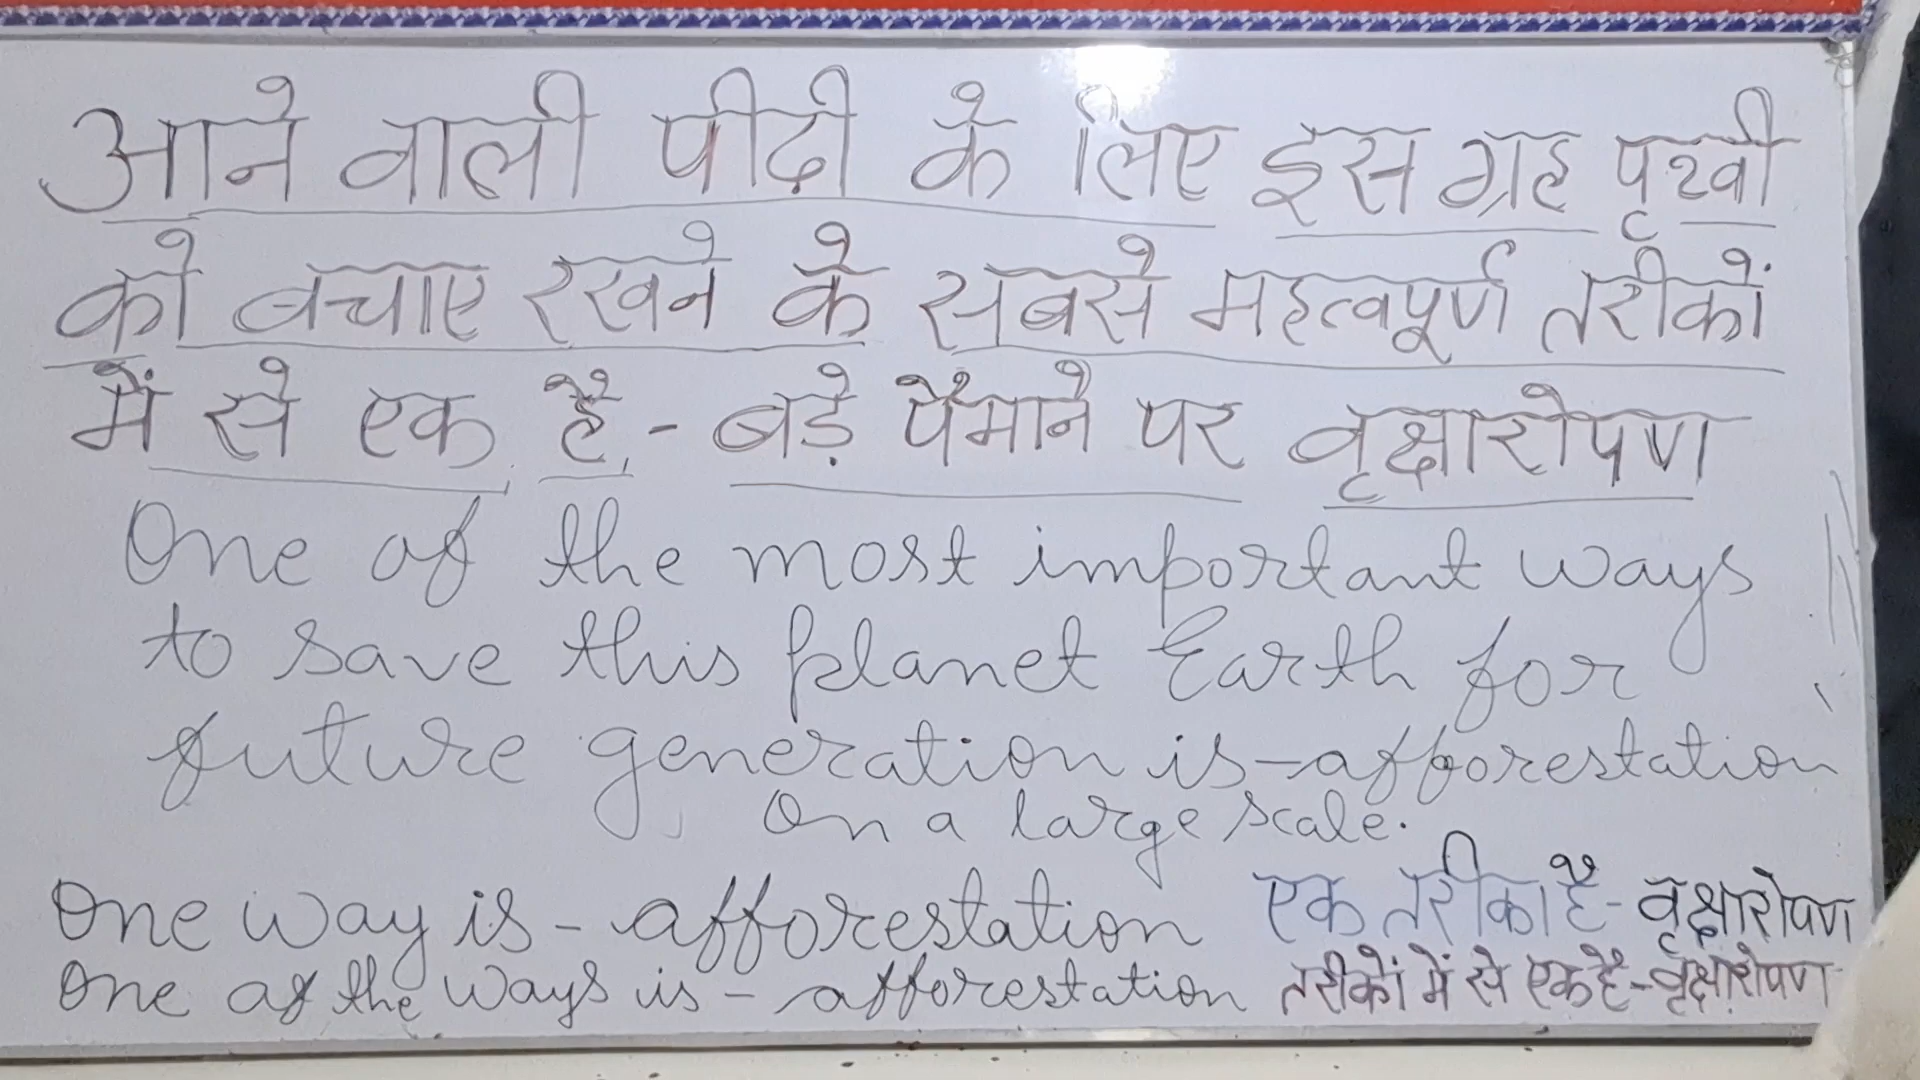 आने वाली पीढी के लिए इस ग्रह पृथ्वी
को बचाए रखने के सबसे महत्वपूर्ण तरीकों
में से एक है - बड़े पैमाने पर वृक्षारोपण
One of the most important ways
to save this planet Earth for
future generation is - afforestation
on a large scale.
One way is - afforestation एक तरीका है - वृक्षारोपण
One of the ways is - afforestation तरीकों में से एक है - वृक्षारोपण